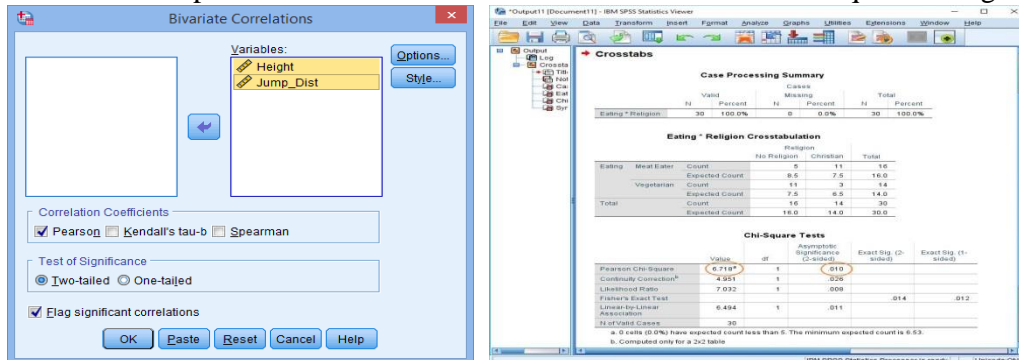 Bivariate Correlations
Variables:
Height
Jump_Dist
Options...
Style...
Correlation Coefficients
Pearson Kendall's tau-b Spearman
Test of Significance
Two-tailed One-tailed
Flag significant correlations
OK Paste Reset Cancel Help
*Output11 [Document11] - IBM SPSS Statistics Viewer
File Edit View Data Transform Insert Format Analyze Graphs Utilities Extensions Window Help
Output
Log
Crossta
Titl
Not
Ca
Eat
Chi
Syr
Crosstabs
Case Processing Summary
Cases
Valid Missing Total
N Percent N Percent N Percent
Eating * Religion 30 100.0% 0 0.0% 30 100.0%
Eating * Religion Crosstabulation
Religion
No Religion Christian Total
Eating Meat Eater Count 5 11 16
Expected Count 8.5 7.5 16.0
Vegetarian Count 11 3 14
Expected Count 7.5 6.5 14.0
Total Count 16 14 30
Expected Count 16.0 14.0 30.0
Chi-Square Tests
Value df Asymptotic Significance (2-sided) Exact Sig. (2-sided) Exact Sig. (1-sided)
Pearson Chi-Square 6.718a 1 .010
Continuity Correctionb 4.951 1 .026
Likelihood Ratio 7.032 1 .008
Fisher's Exact Test .014 .012
Linear-by-Linear Association 6.494 1 .011
N of Valid Cases 30
a. 0 cells (0.0%) have expected count less than 5. The minimum expected count is 6.53.
b. Computed only for a 2x2 table